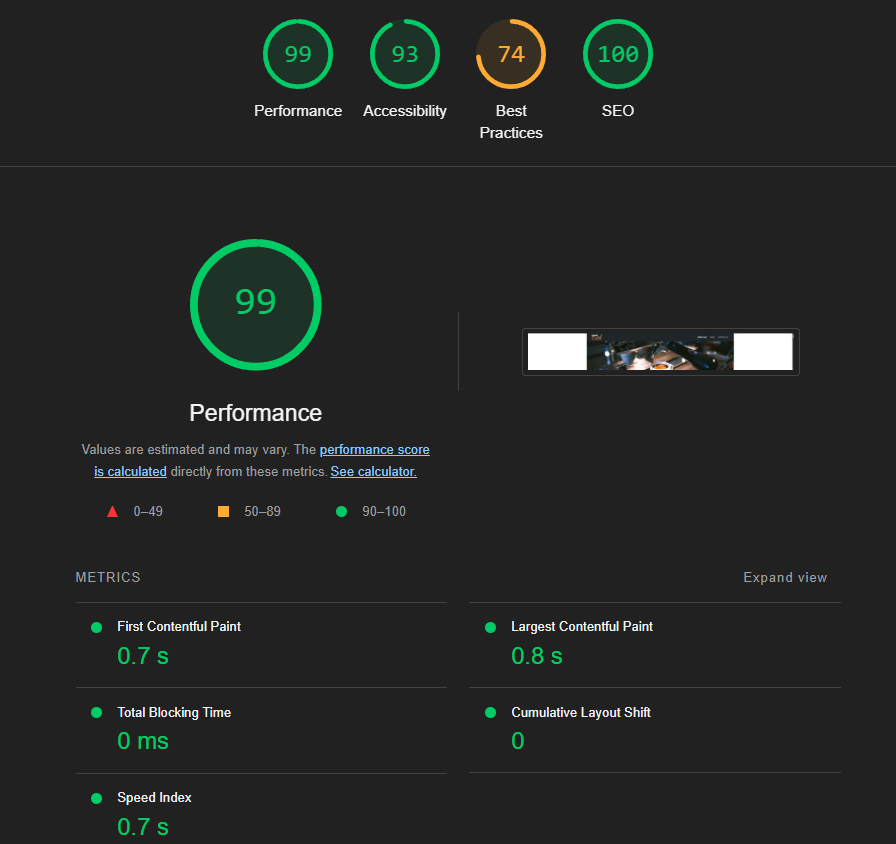 99
93
74
100
Performance
Accessibility
Best
Practices
SEO
99
Performance
Values are estimated and may vary. The performance score
is calculated directly from these metrics. See calculator.
0–49
50–89
90–100
METRICS
Expand view
First Contentful Paint
0.7 s
Largest Contentful Paint
0.8 s
Total Blocking Time
0 ms
Cumulative Layout Shift
0
Speed Index
0.7 s